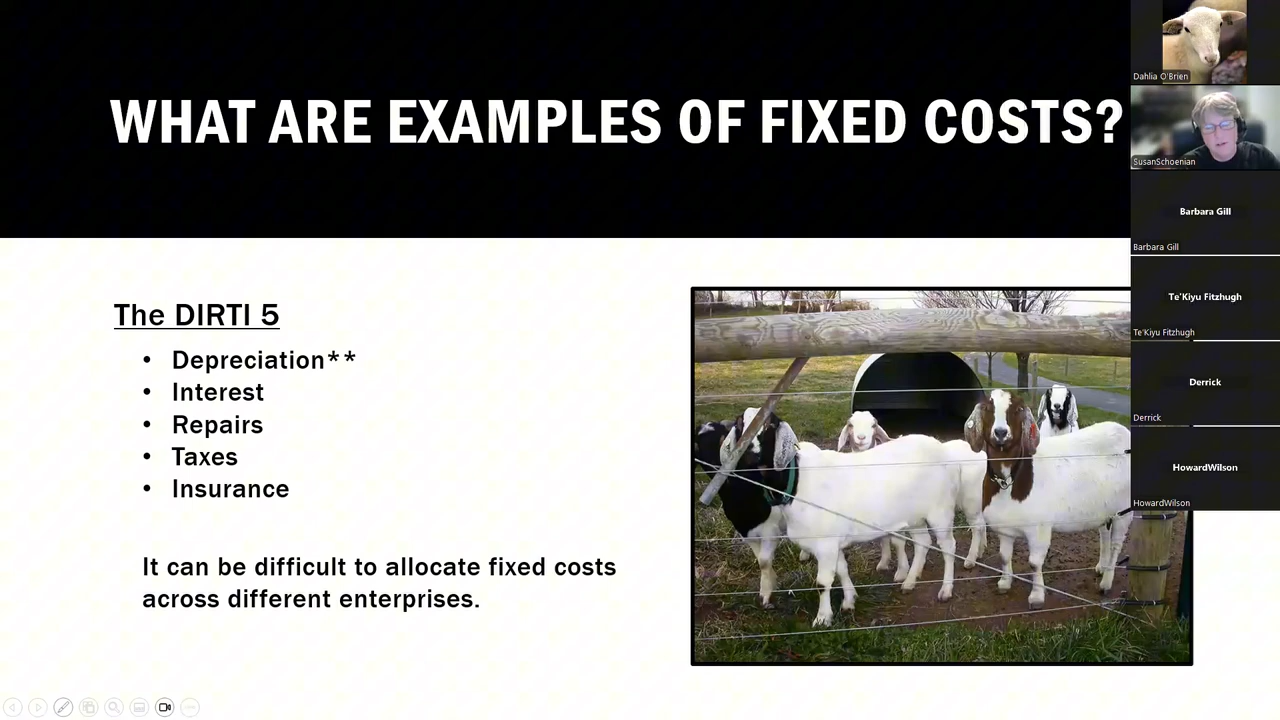 WHAT ARE EXAMPLES OF FIXED COSTS?
The DIRTI 5
• Depreciation**
• Interest
• Repairs
• Taxes
• Insurance
It can be difficult to allocate fixed costs
across different enterprises.
Dahlia O'Brien
SusanSchoenian
Barbara Gill
Barbara Gill
Te'Kiyu Fitzhugh
Te'Kiyu Fitzhugh
Derrick
Derrick
HowardWilson
HowardWilson